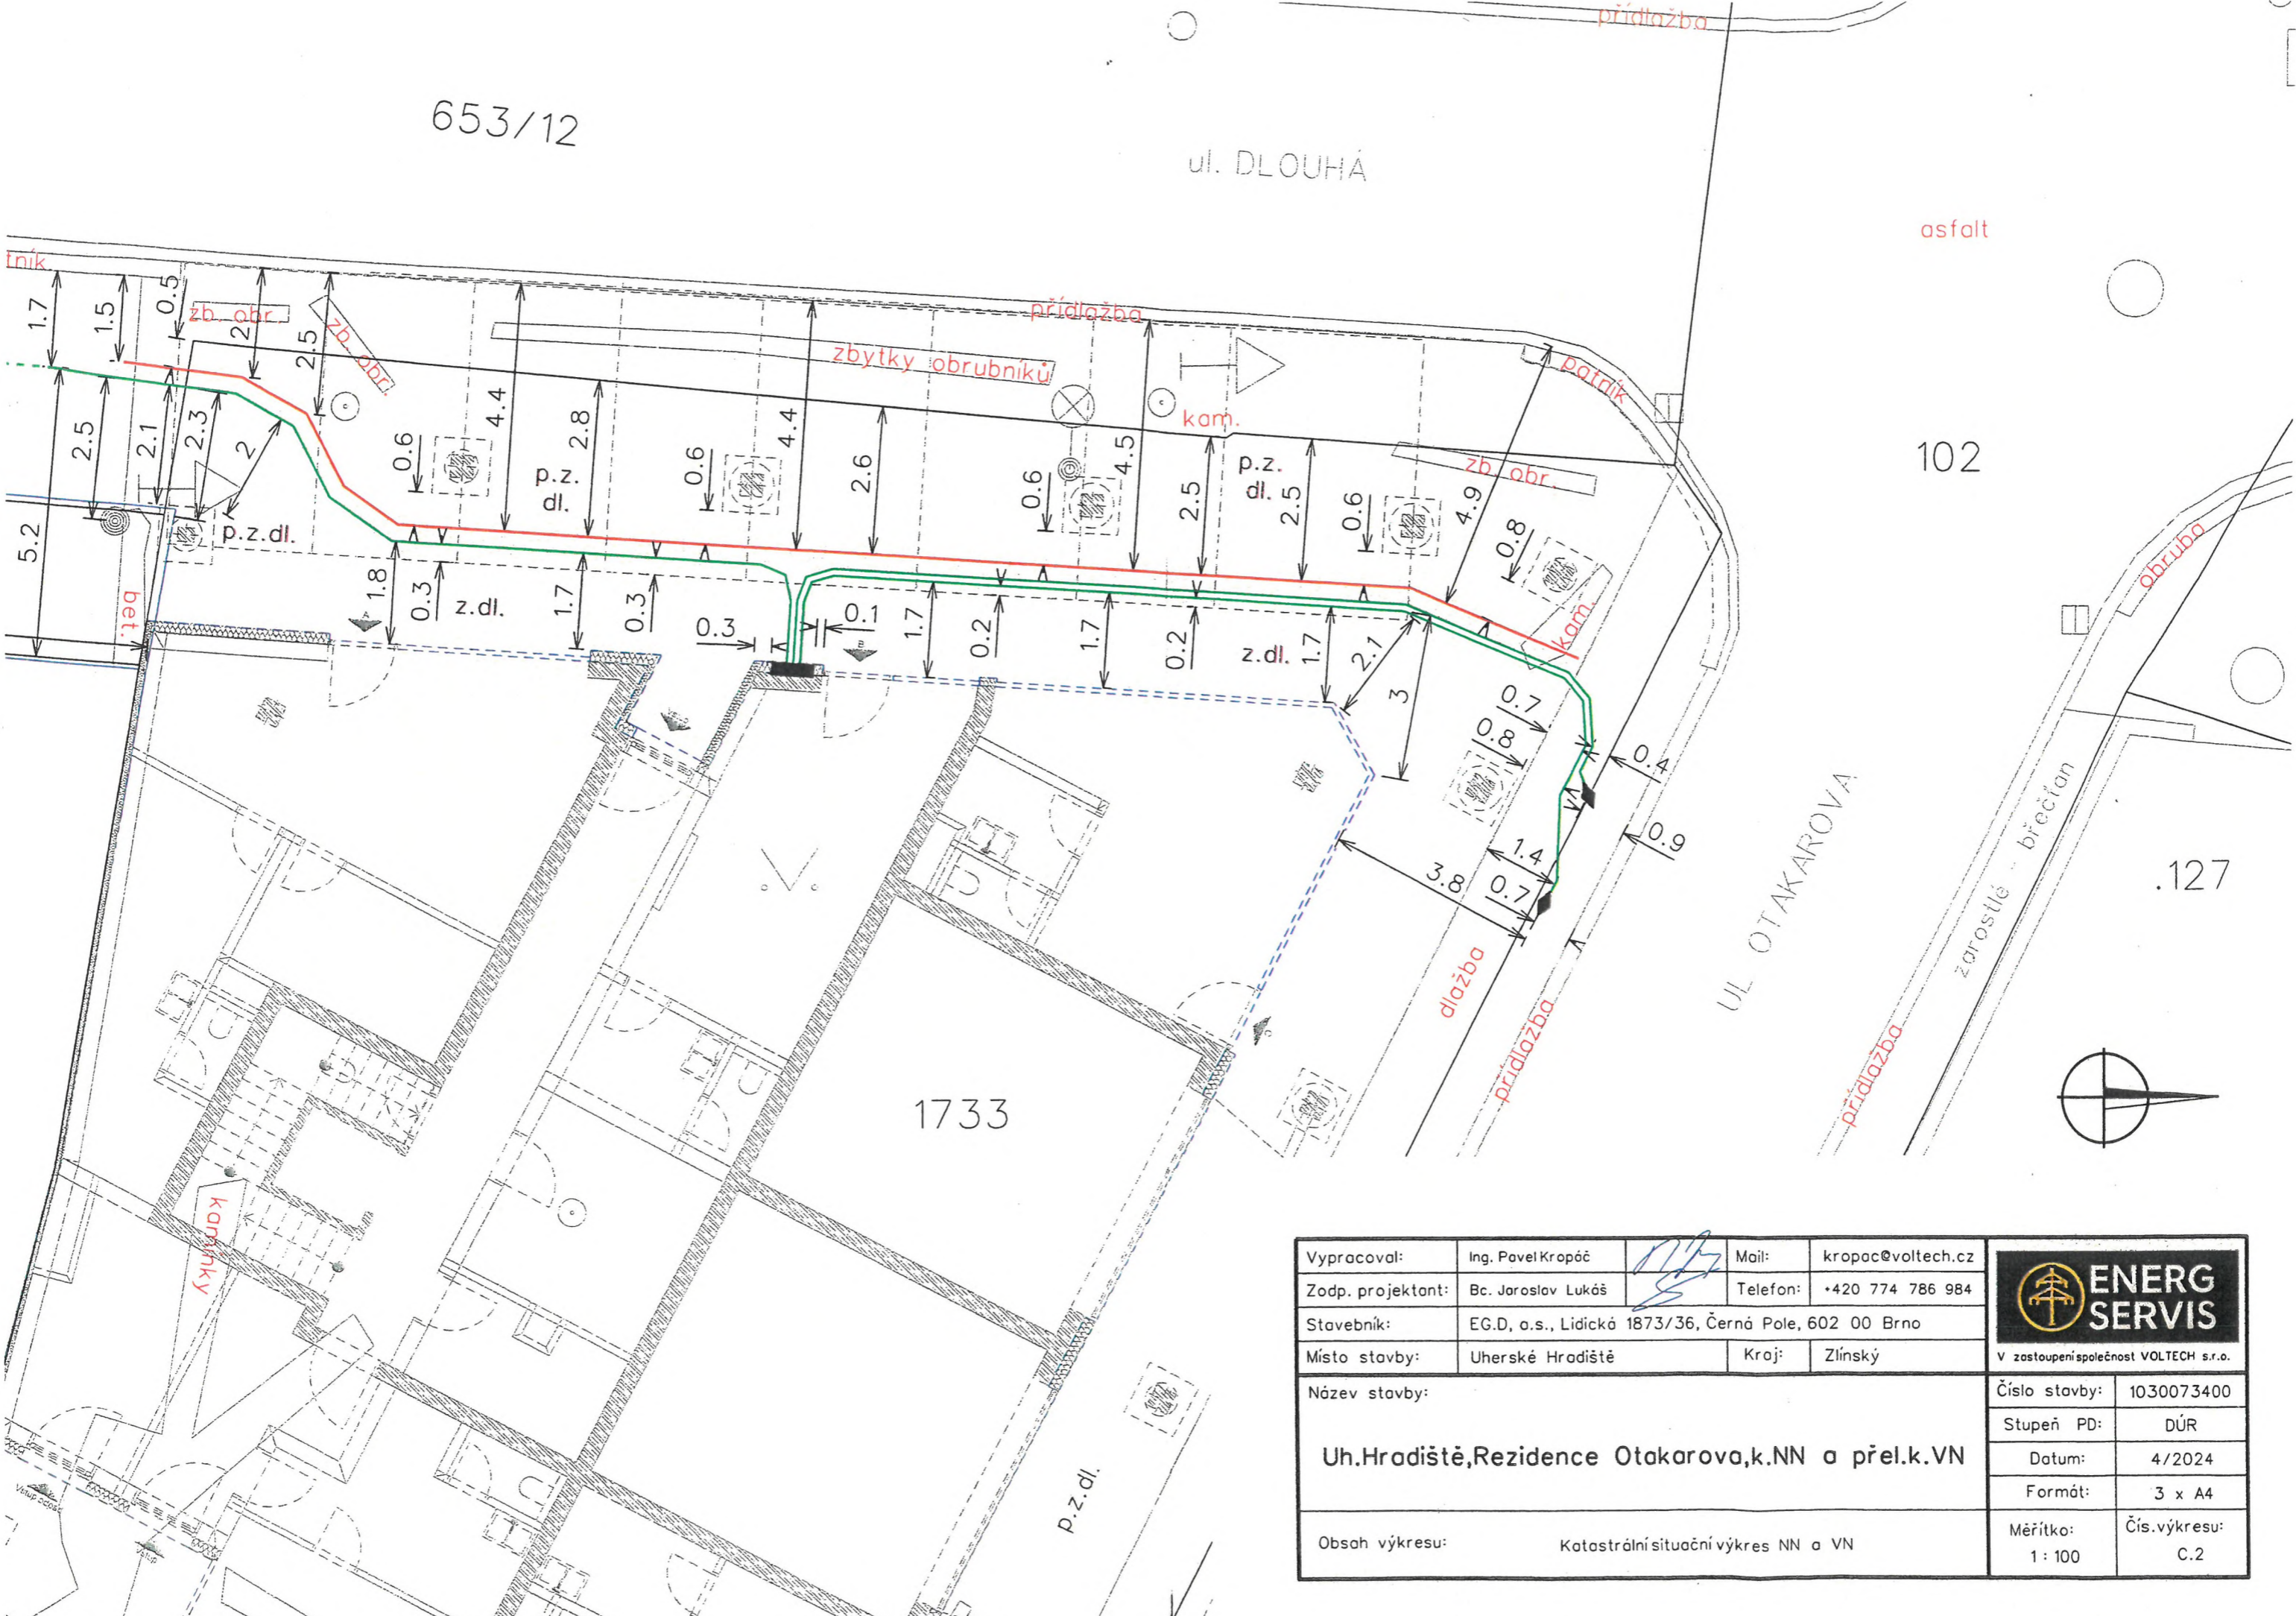 přídlažba
653/12
ul. DLOUHÁ
asfalt
tník
1.7
1.5
0.5
zb. obr.
2
2.5
zb. obr.
přídlažba
zbytky obrubníků
4.4
2.8
4.4
2.6
4.5
kam.
patník
102
2.5
2.1
2.3
2
0.6
p.z.
dl.
0.6
0.6
2.5
p.z.
dl.
2.5
0.6
zb. obr.
4.9
0.8
5.2
p.z.dl.
bet.
1.8
0.3
z.dl.
1.7
0.3
0.3
0.1
1.7
0.2
1.7
0.2
z.dl.
1.7
2.1
3
kam.
obruba
0.7
0.8
0.4
0.9
1.4
3.8
0.7
UL OTAKAROVA
zarostlé - břečťan
.127
dlažba
přídlažba
přídlažba
1733
kamínky
p.z.dl.
Vstup
Vypracoval: Ing. Pavel Kropáč Mail: kropac@voltech.cz
Zodp. projektant: Bc. Jaroslav Lukáš Telefon: +420 774 786 984
Stavebník: EG.D, a.s., Lidická 1873/36, Černá Pole, 602 00 Brno
Místo stavby: Uherské Hradiště Kraj: Zlínský
ENERG
SERVIS
V zastoupení společnost VOLTECH s.r.o.
Název stavby:
Uh.Hradiště,Rezidence Otakarova,k.NN a přel.k.VN
Číslo stavby: 1030073400
Stupeň PD: DÚR
Datum: 4/2024
Formát: 3 x A4
Měřítko:
1 : 100
Čís.výkresu:
C.2
Obsah výkresu: Katastrální situační výkres NN a VN